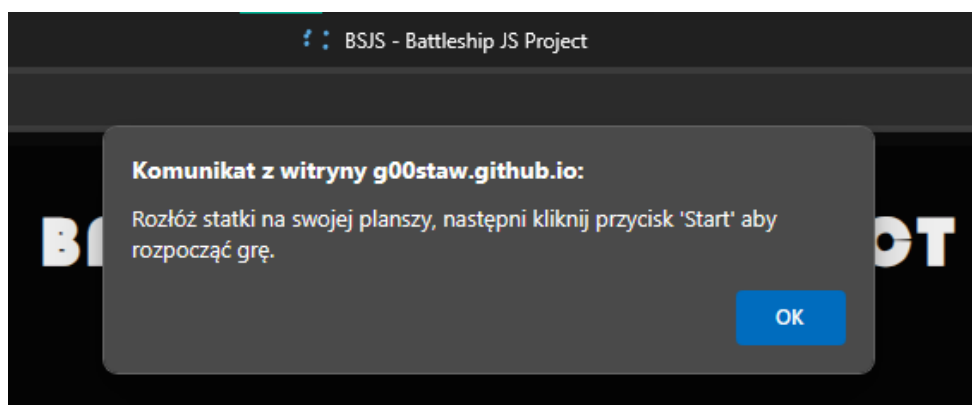 BSJS - Battleship JS Project
Komunikat z witryny g00staw.github.io:
Rozłóż statki na swojej planszy, następni kliknij przycisk 'Start' aby
rozpocząć grę.
OK